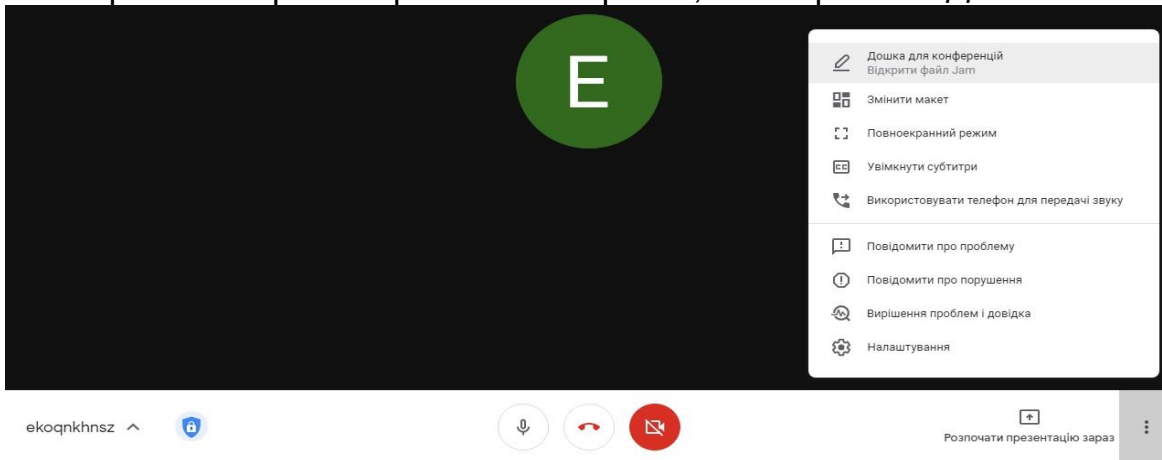 E
Дошка для конференцій
Відкрити файл Jam
Змінити макет
Повноекранний режим
Увімкнути субтитри
Використовувати телефон для передачі звуку
Повідомити про проблему
Повідомити про порушення
Вирішення проблем і довідка
Налаштування
ekoqnkhnsz
Розпочати презентацію зараз